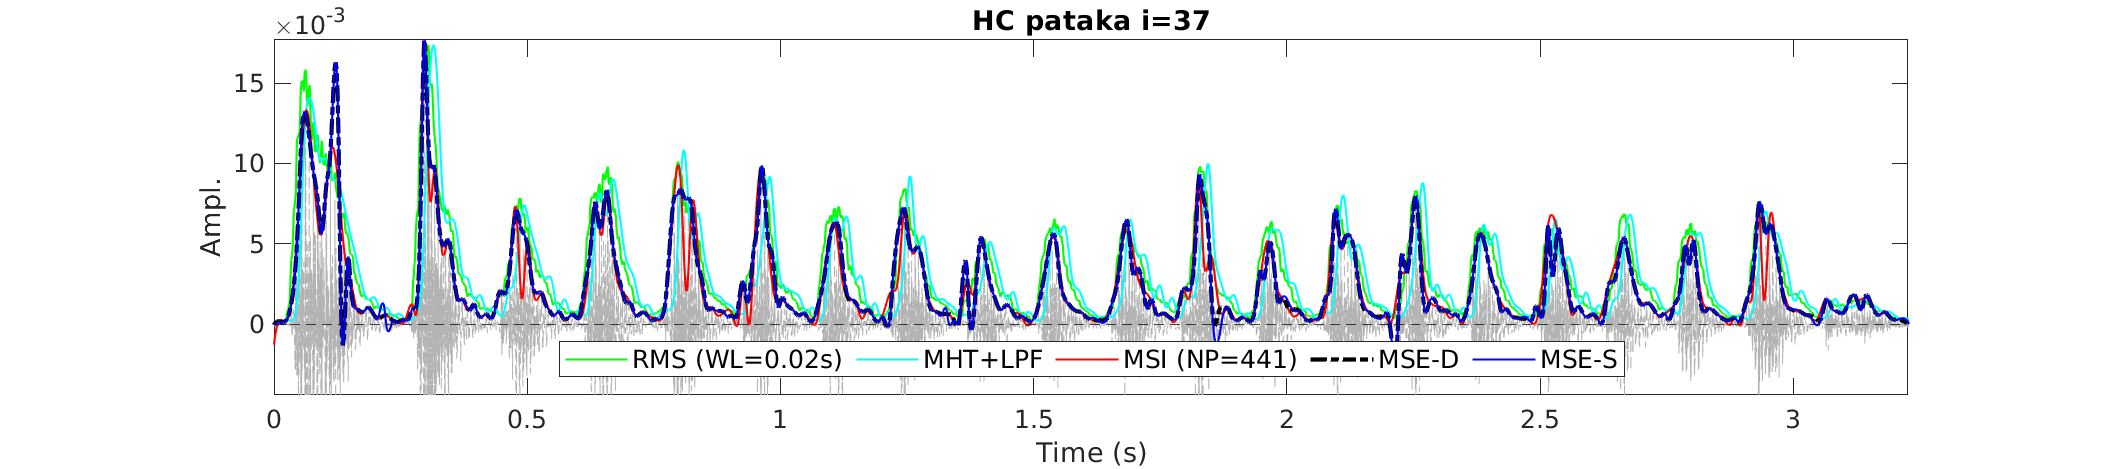 HC pataka i=37
×10-3
15
10
5
0
Ampl.
RMS (WL=0.02s) MHT+LPF MSI (NP=441) MSE-D MSE-S
0 0.5 1 1.5 2 2.5 3
Time (s)